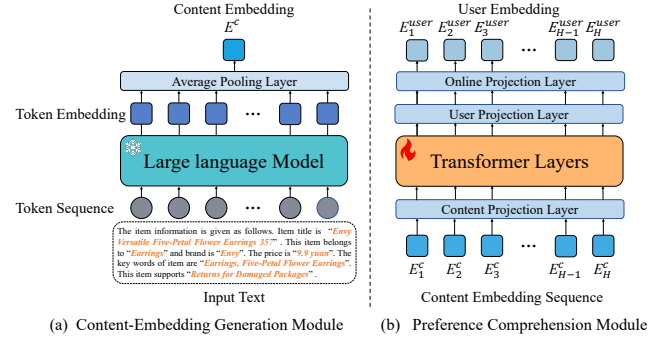 Content Embedding
E^c
Average Pooling Layer
Token Embedding
...
Large language Model
Token Sequence
...
The item information is given as follows. Item title is “Envy
Versatile Five-Petal Flower Earrings 357” . This item belongs
to “Earrings” and brand is “Envy”. The price is “9.9 yuan”. The
key words of item are “Earrings, Five-Petal Flower Earrings”.
This item supports “Returns for Damaged Packages” .
Input Text
(a) Content-Embedding Generation Module
User Embedding
E_1^{user} E_2^{user} E_3^{user} E_{H-1}^{user} E_H^{user}
...
Online Projection Layer
User Projection Layer
Transformer Layers
Content Projection Layer
...
E_1^c E_2^c E_3^c E_{H-1}^c E_H^c
Content Embedding Sequence
(b) Preference Comprehension Module